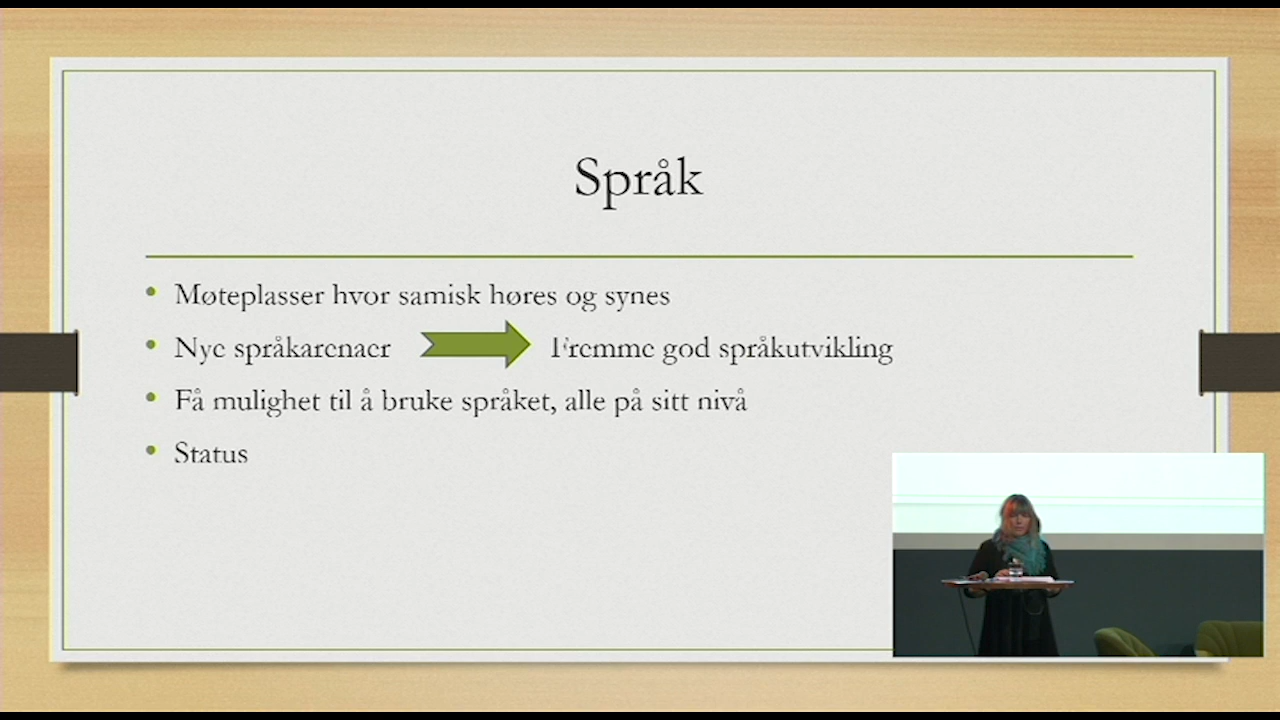 Språk
• Møteplasser hvor samisk høres og synes
• Nye språkarenaer Fremme god språkutvikling
• Få mulighet til å bruke språket, alle på sitt nivå
• Status